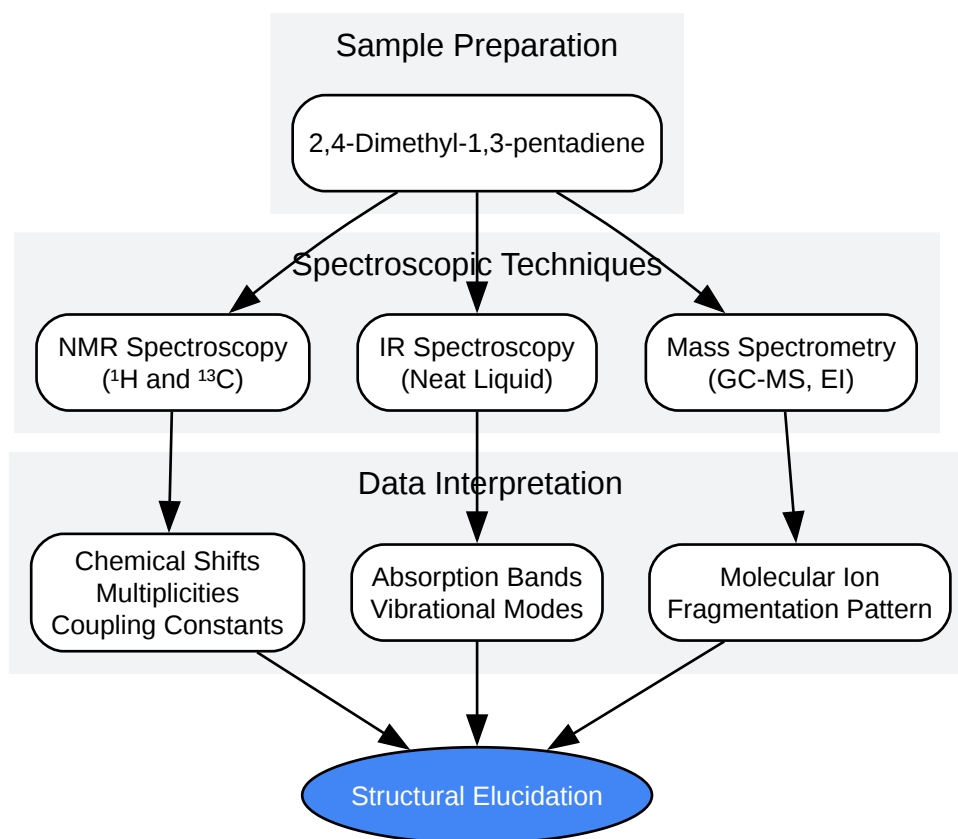 Sample Preparation
2,4-Dimethyl-1,3-pentadiene
Spectroscopic Techniques
NMR Spectroscopy
(¹H and ¹³C)
IR Spectroscopy
(Neat Liquid)
Mass Spectrometry
(GC-MS, EI)
Data Interpretation
Chemical Shifts
Multiplicities
Coupling Constants
Absorption Bands
Vibrational Modes
Molecular Ion
Fragmentation Pattern
Structural Elucidation